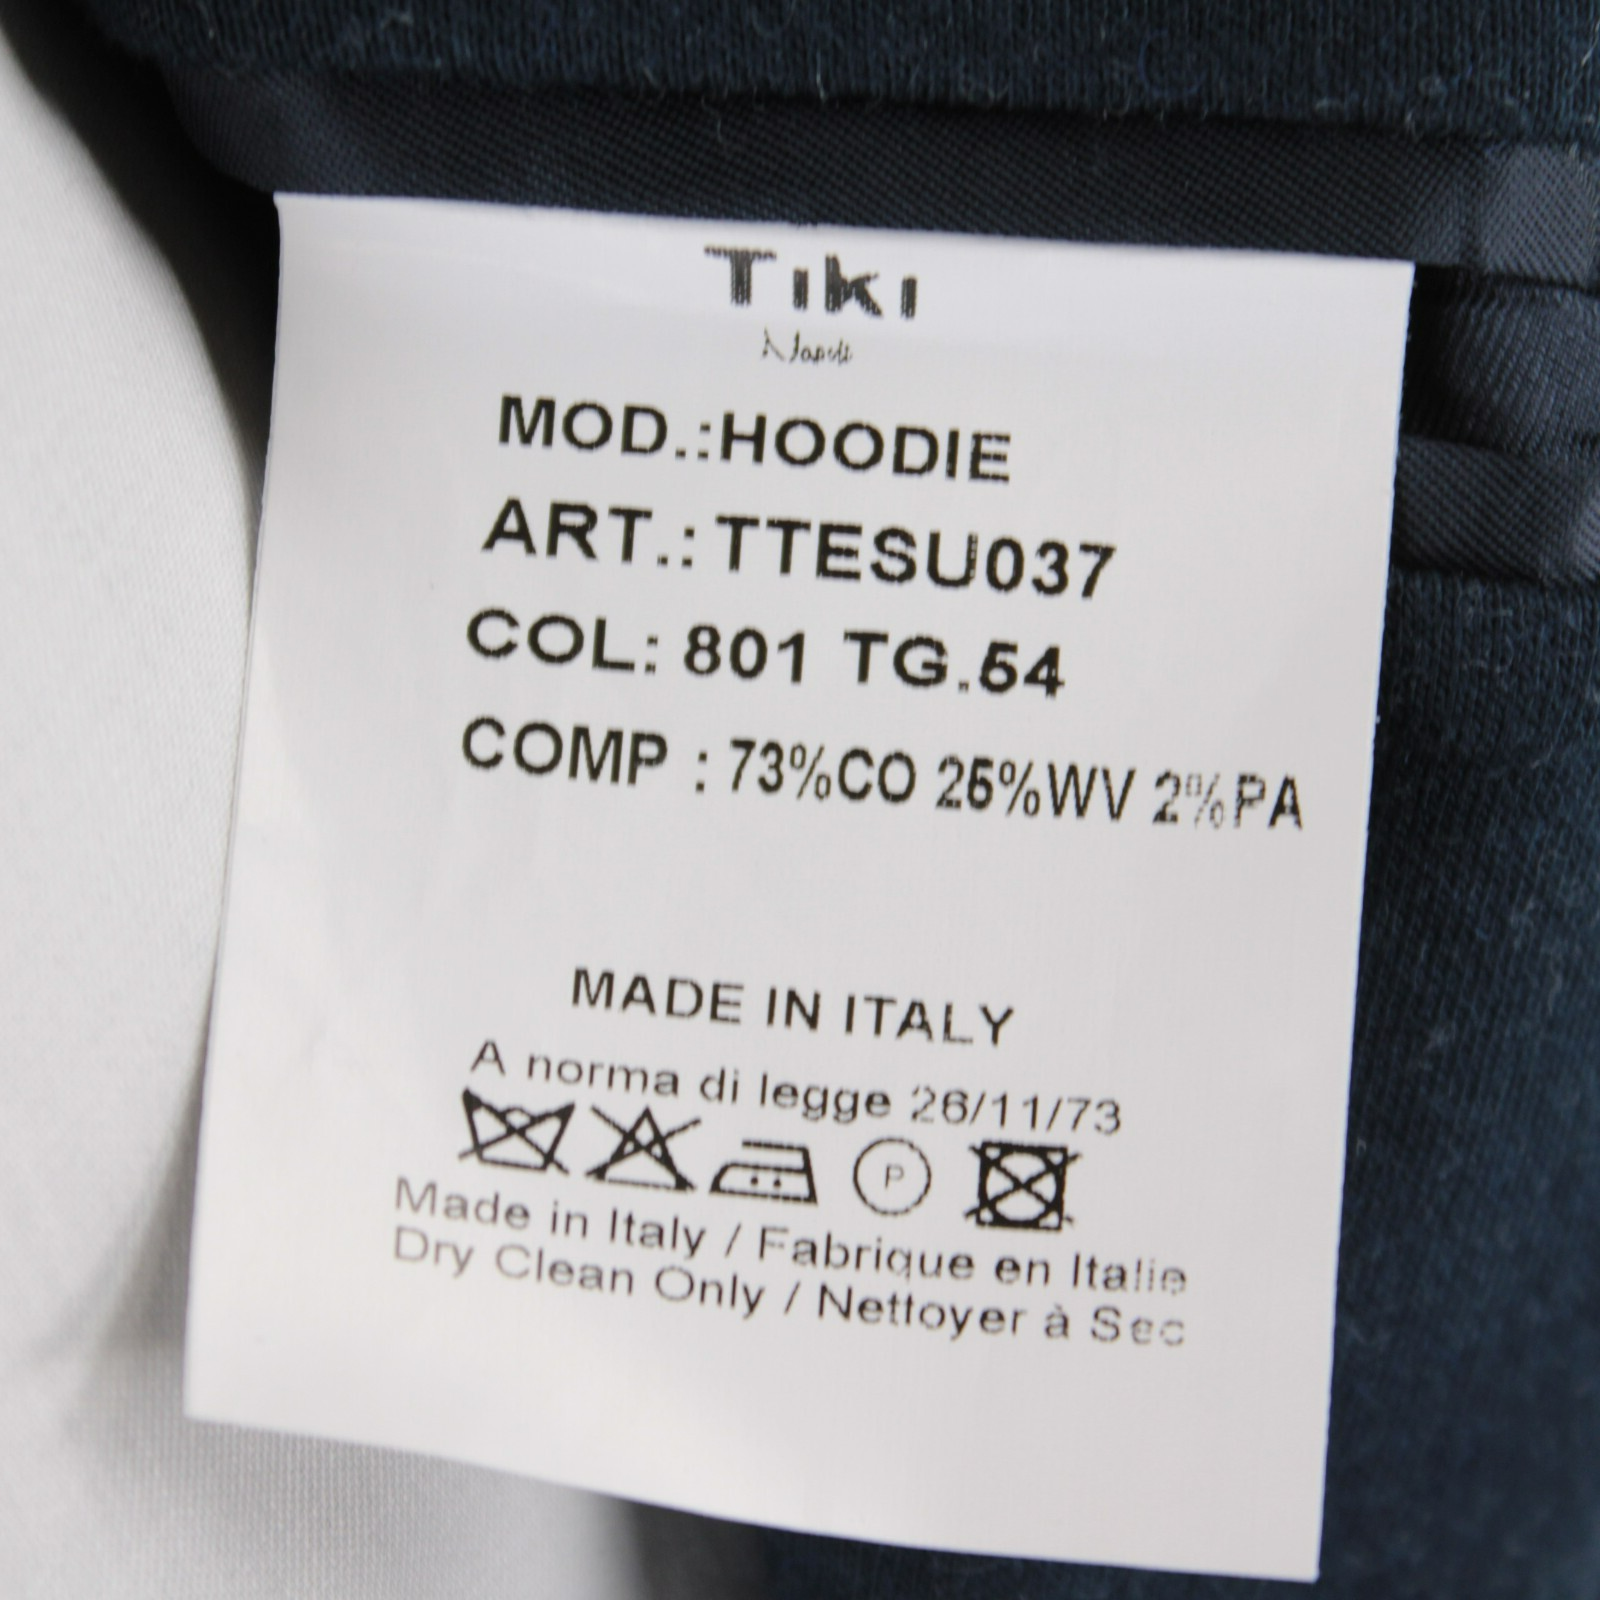 Tiki
Napoli
MOD.:HOODIE
ART.:TTESU037
COL: 801 TG.54
COMP : 73%CO 25%WV 2%PA
MADE IN ITALY
A norma di legge 26/11/73
P
Made in Italy / Fabrique en Italie
Dry Clean Only / Nettoyer à Sec